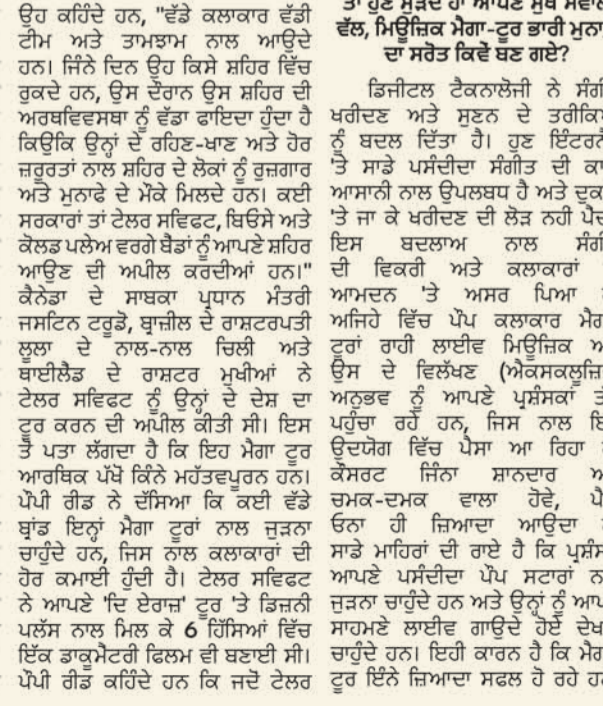 ਉਹ ਕਹਿੰਦੇ ਹਨ, "ਵੱਡੇ ਕਲਾਕਾਰ ਵੱਡੀ
ਟੀਮ ਅਤੇ ਤਾਮਝਾਮ ਨਾਲ ਆਉਦੇ
ਹਨ। ਜਿੰਨੇ ਦਿਨ ਉਹ ਕਿਸੇ ਸ਼ਹਿਰ ਵਿੱਚ
ਰੁਕਦੇ ਹਨ, ਉਸ ਦੌਰਾਨ ਉਸ ਸ਼ਹਿਰ ਦੀ
ਅਰਥਵਿਵਸਥਾ ਨੂੰ ਵੱਡਾ ਫਾਇਦਾ ਹੁੰਦਾ ਹੈ
ਕਿਉਕਿ ਉਨ੍ਹਾਂ ਦੇ ਰਹਿਣ-ਖਾਣ ਅਤੇ ਹੋਰ
ਜ਼ਰੂਰਤਾਂ ਨਾਲ ਸ਼ਹਿਰ ਦੇ ਲੋਕਾਂ ਨੂੰ ਰੁਜ਼ਗਾਰ
ਅਤੇ ਮੁਨਾਫੇ ਦੇ ਮੌਕੇ ਮਿਲਦੇ ਹਨ। ਕਈ
ਸਰਕਾਰਾਂ ਤਾਂ ਟੇਲਰ ਸਵਿਫਟ, ਬਿਓਸੇ ਅਤੇ
ਕੋਲਡ ਪਲੇਅ ਵਰਗੇ ਬੈਡਾਂ ਨੂੰ ਆਪਣੇ ਸ਼ਹਿਰ
ਆਉਣ ਦੀ ਅਪੀਲ ਕਰਦੀਆਂ ਹਨ।"
ਕੈਨੇਡਾ ਦੇ ਸਾਬਕਾ ਪ੍ਰਧਾਨ ਮੰਤਰੀ
ਜਸਟਿਨ ਟਰੂਡੋ, ਬ੍ਰਾਜ਼ੀਲ ਦੇ ਰਾਸ਼ਟਰਪਤੀ
ਲੂਲਾ ਦੇ ਨਾਲ-ਨਾਲ ਚਿਲੀ ਅਤੇ
ਥਾਈਲੈਡ ਦੇ ਰਾਸ਼ਟਰ ਮੁਖੀਆਂ ਨੇ
ਟੇਲਰ ਸਵਿਫਟ ਨੂੰ ਉਨ੍ਹਾਂ ਦੇ ਦੇਸ਼ ਦਾ
ਟੂਰ ਕਰਨ ਦੀ ਅਪੀਲ ਕੀਤੀ ਸੀ। ਇਸ
ਤੋਂ ਪਤਾ ਲੱਗਦਾ ਹੈ ਕਿ ਇਹ ਮੈਗਾ ਟੂਰ
ਆਰਥਿਕ ਪੱਖੋਂ ਕਿੰਨੇ ਮਹੱਤਵਪੂਰਨ ਹਨ।
ਪੌਪੀ ਰੀਡ ਨੇ ਦੱਸਿਆ ਕਿ ਕਈ ਵੱਡੇ
ਬ੍ਰਾਂਡ ਇਨ੍ਹਾਂ ਮੈਗਾ ਟੂਰਾਂ ਨਾਲ ਜੁੜਨਾ
ਚਾਹੁੰਦੇ ਹਨ, ਜਿਸ ਨਾਲ ਕਲਾਕਾਰਾਂ ਦੀ
ਹੋਰ ਕਮਾਈ ਹੁੰਦੀ ਹੈ। ਟੇਲਰ ਸਵਿਫਟ
ਨੇ ਆਪਣੇ 'ਦਿ ਏਰਾਜ਼' ਟੂਰ 'ਤੇ ਡਿਜ਼ਨੀ
ਪਲੱਸ ਨਾਲ ਮਿਲ ਕੇ 6 ਹਿੱਸਿਆਂ ਵਿੱਚ
ਇੱਕ ਡਾਕੂਮੈਟਰੀ ਫਿਲਮ ਵੀ ਬਣਾਈ ਸੀ।
ਪੌਪੀ ਰੀਡ ਕਹਿੰਦੇ ਹਨ ਕਿ ਜਦੋਂ ਟੇਲਰ
ਵੱਲ, ਮਿਊਜ਼ਿਕ ਮੈਗਾ-ਟੂਰ ਭਾਰੀ ਮੁਨਾ
ਦਾ ਸਰੋਤ ਕਿਵੇਂ ਬਣ ਗਏ?
ਡਿਜੀਟਲ ਟੈਕਨਾਲੋਜੀ ਨੇ ਸੰਗੀ
ਖਰੀਦਣ ਅਤੇ ਸੁਣਨ ਦੇ ਤਰੀਕਿ
ਨੂੰ ਬਦਲ ਦਿੱਤਾ ਹੈ। ਹੁਣ ਇੰਟਰਨੈ
'ਤੇ ਸਾਡੇ ਪਸੰਦੀਦਾ ਸੰਗੀਤ ਦੀ ਕਾ
ਆਸਾਨੀ ਨਾਲ ਉਪਲਬਧ ਹੈ ਅਤੇ ਦੁਕ
'ਤੇ ਜਾ ਕੇ ਖਰੀਦਣ ਦੀ ਲੋੜ ਨਹੀ ਪੈ
ਇਸ ਬਦਲਾਅ ਨਾਲ ਸੰਗੀ
ਦੀ ਵਿਕਰੀ ਅਤੇ ਕਲਾਕਾਰਾਂ
ਆਮਦਨ 'ਤੇ ਅਸਰ ਪਿਆ
ਅਜਿਹੇ ਵਿੱਚ ਪੌਪ ਕਲਾਕਾਰ ਮੈਗ
ਟੂਰਾਂ ਰਾਹੀ ਲਾਈਵ ਮਿਊਜ਼ਿਕ ਅ
ਉਸ ਦੇ ਵਿਲੱਖਣ (ਐਕਸਕਲੂਜ਼ਿ
ਅਨੁਭਵ ਨੂੰ ਆਪਣੇ ਪ੍ਰਸ਼ੰਸਕਾਂ ਤ
ਪਹੁੰਚਾ ਰਹੇ ਹਨ, ਜਿਸ ਨਾਲ ਇ
ਉਦਯੋਗ ਵਿੱਚ ਪੈਸਾ ਆ ਰਿਹਾ
ਕੌਸਰਟ ਜਿੰਨਾ ਸ਼ਾਨਦਾਰ ਅ
ਚਮਕ-ਦਮਕ ਵਾਲਾ ਹੋਵੇ, ਪੈ
ਓਨਾ ਹੀ ਜ਼ਿਆਦਾ ਆਉਦਾ
ਸਾਡੇ ਮਾਹਿਰਾਂ ਦੀ ਰਾਏ ਹੈ ਕਿ ਪ੍ਰਸ਼ੰਸ
ਆਪਣੇ ਪਸੰਦੀਦਾ ਪੌਪ ਸਟਾਰਾਂ ਨ
ਜੁੜਨਾ ਚਾਹੁੰਦੇ ਹਨ ਅਤੇ ਉਨ੍ਹਾਂ ਨੂੰ ਆਪ
ਸਾਹਮਣੇ ਲਾਈਵ ਗਾਉਦੇ ਹੋਏ ਦੇਖ
ਚਾਹੁੰਦੇ ਹਨ। ਇਹੀ ਕਾਰਨ ਹੈ ਕਿ ਮੈਗ
ਟੂਰ ਇੰਨੇ ਜ਼ਿਆਦਾ ਸਫਲ ਹੋ ਰਹੇ ਹ